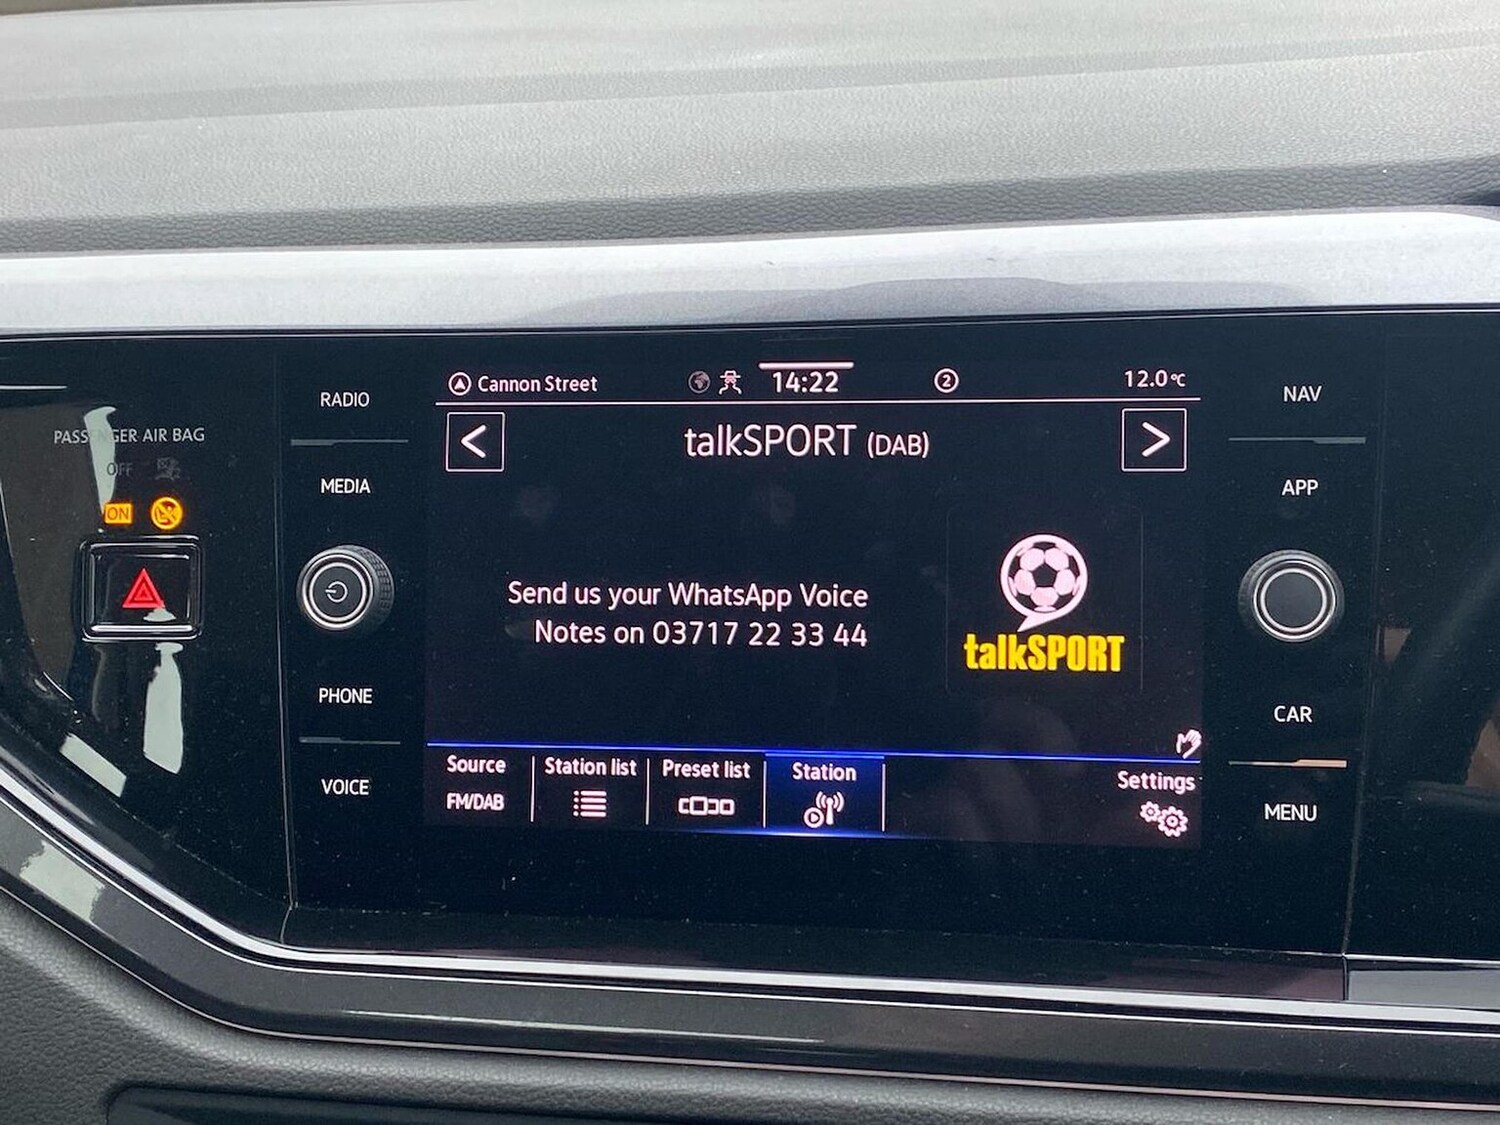 RADIO
MEDIA
PHONE
VOICE
PASSENGER AIR BAG
OFF
ON
Cannon Street
14:22
2
12.0°C
< talkSPORT (DAB) >
Send us your WhatsApp Voice
Notes on 03717 22 33 44
talkSPORT
Source
FM/DAB
Station list
Preset list
Station
Settings
NAV
APP
CAR
MENU